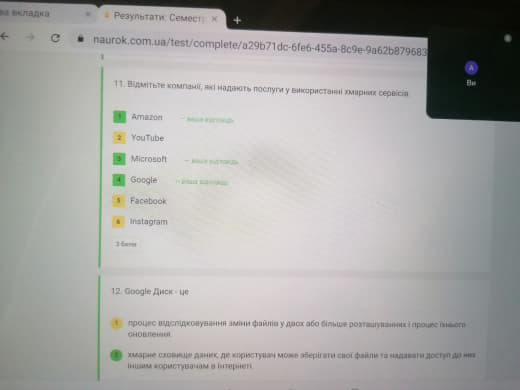 ва вкладка
Результати: Семестр
naurok.com.ua/test/complete/a29b71dc-6fe6-455a-8c9e-9a62b879683
A
Ви
11. Відмітьте компанії, які надають послуги у використанні хмарних сервісів.
1 Amazon – ваша відповідь
2 YouTube
3 Microsoft – ваша відповідь
4 Google – ваша відповідь
5 Facebook
6 Instagram
3 балів
12. Google Диск - це
1 процес відслідковування зміни файлів у двох або більше розташуваннях і процес їхнього
оновлення.
2 хмарне сховище даних, де користувач може зберігати свої файли та надавати доступ до них
іншим користувачам в Інтернеті.